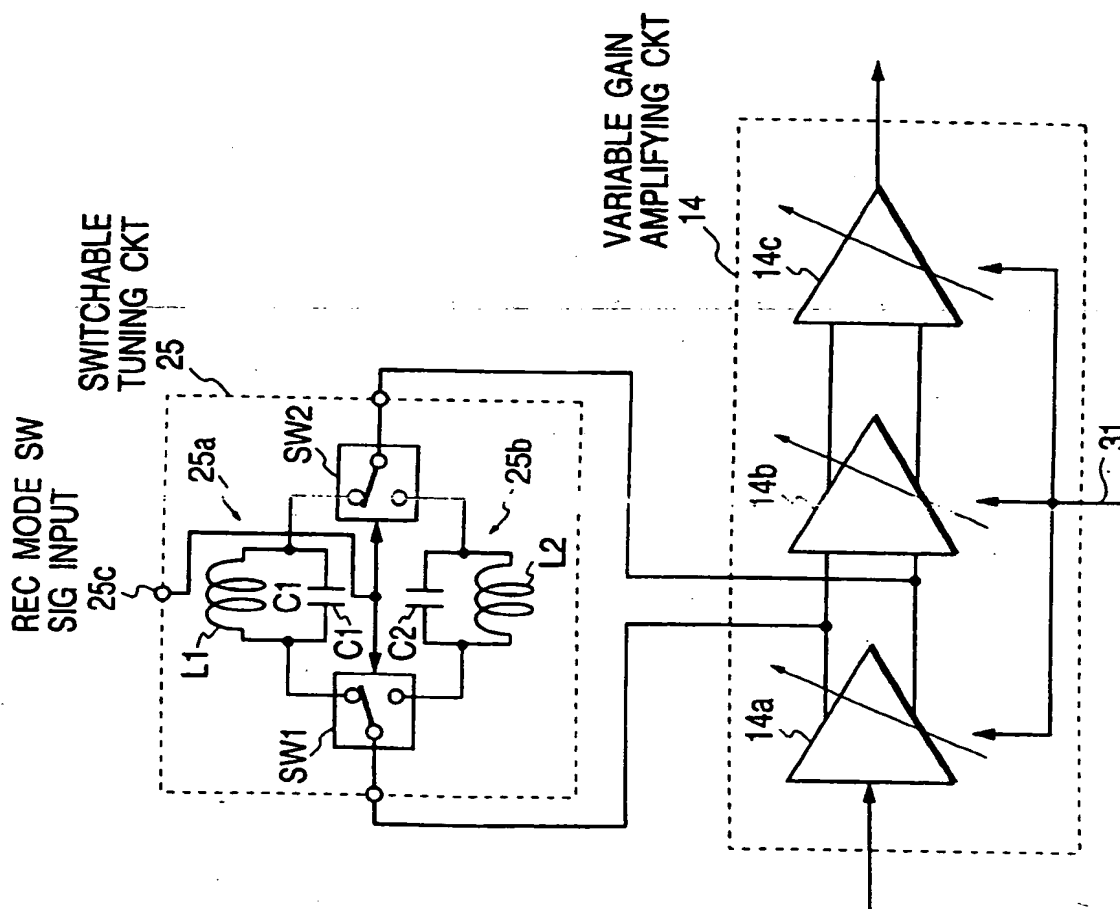 REC MODE SW
SIG INPUT
25c
SWITCHABLE
TUNING CKT
25
L1
25a
C1
C1
SW2
SW1
C2
25b
L2
VARIABLE GAIN
AMPLIFYING CKT
14
14a
14b
14c
31